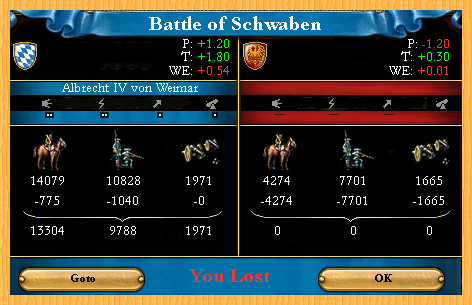 Battle of Schwaben
P: +1.20
T: +1.80
WE: +0.54
P: -1.20
T: +0.30
WE: +0.01
Albrecht IV von Weimar
14079 10828 1971
-775 -1040 -0
13304 9788 1971
4274 7701 1665
-4274 -7701 -1665
0 0 0
Goto
You Lost
OK